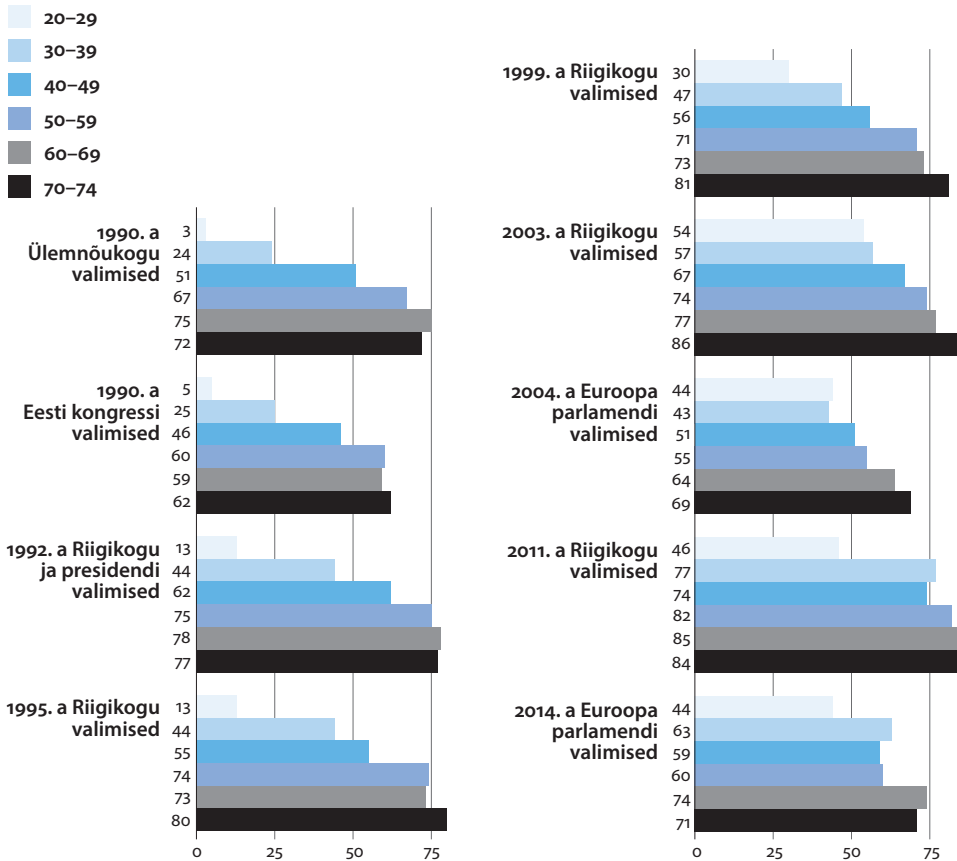 20–29
30–39
40–49
50–59
60–69
70–74
1990. a
Ülemnõukogu
valimised
3
24
51
67
75
72
1990. a
Eesti kongressi
valimised
5
25
46
60
59
62
1992. a Riigikogu
ja presidendi
valimised
13
44
62
75
78
77
1995. a Riigikogu
valimised
13
44
55
74
73
80
0 25 50 75
1999. a Riigikogu
valimised
30
47
56
71
73
81
2003. a Riigikogu
valimised
54
57
67
74
77
86
2004. a Euroopa
parlamendi
valimised
44
43
51
55
64
69
2011. a Riigikogu
valimised
46
77
74
82
85
84
2014. a Euroopa
parlamendi
valimised
44
63
59
60
74
71
0 25 50 75